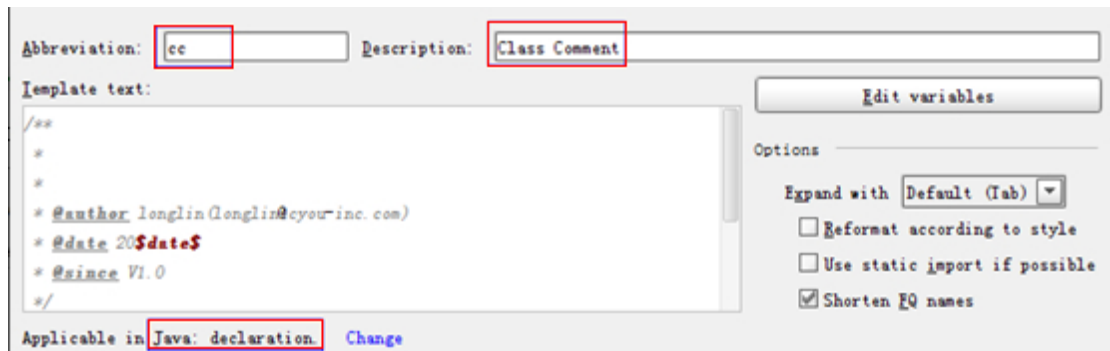 Abbreviation: cc Description: Class Comment
Template text:
Edit variables
/**
*
*
* @author longlin(longlin@cyou-inc.com)
* @date 20$date$
* @since V1.0
*/
Options
Expand with Default (Tab)
Reformat according to style
Use static import if possible
Shorten FQ names
Applicable in Java: declaration. Change